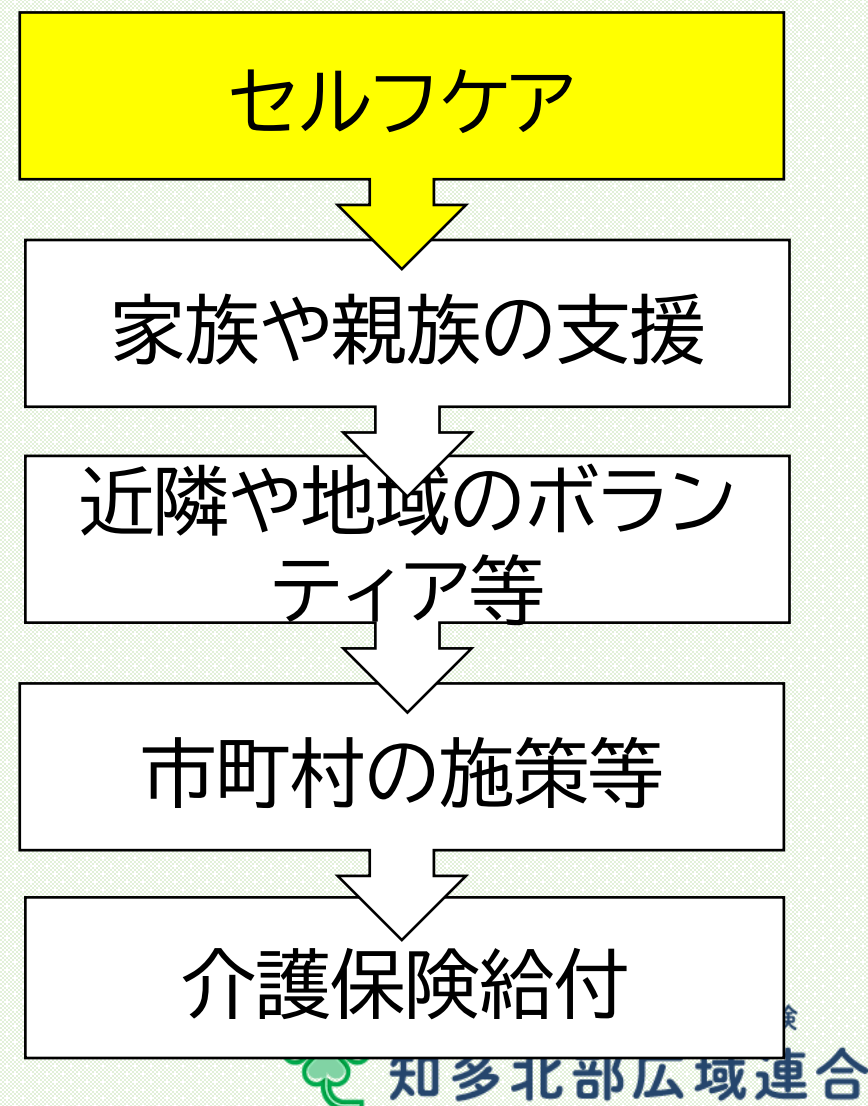 セルフケア
家族や親族の支援
近隣や地域のボラン
ティア等
市町村の施策等
介護保険給付
険
知多北部広域連合